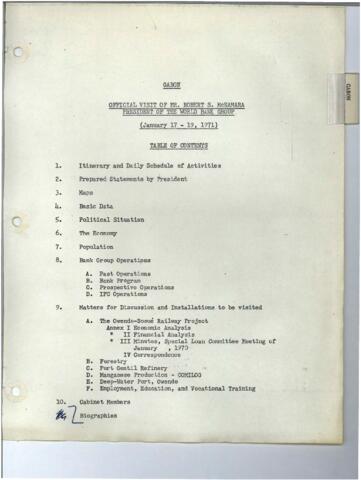 GABON
GABON
OFFICIAL VISIT OF MR. ROBERT S. McNAMARA
PRESIDENT OF THE WORLD BANK GROUP
(January 17 - 19, 1971)
TABLE OF CONTENTS
1. Itinerary and Daily Schedule of Activities
2. Prepared Statements by President
3. Maps
4. Basic Data
5. Political Situation
6. The Economy
7. Population
8. Bank Group Operations
A. Past Operations
B. Bank Program
C. Prospective Operations
D. IFC Operations
9. Matters for Discussion and Installations to be visited
A. The Owendo-Booué Railway Project
Annex I Economic Analysis
" II Financial Analysis
" III Minutes, Special Loan Committee Meeting of
January , 1970
IV Correspondence
B. Forestry
C. Port Gentil Refinery
D. Manganese Production - COMILOG
E. Deep-Water Port, Owendo
F. Employment, Education, and Vocational Training
10. Cabinet Members
Biographies